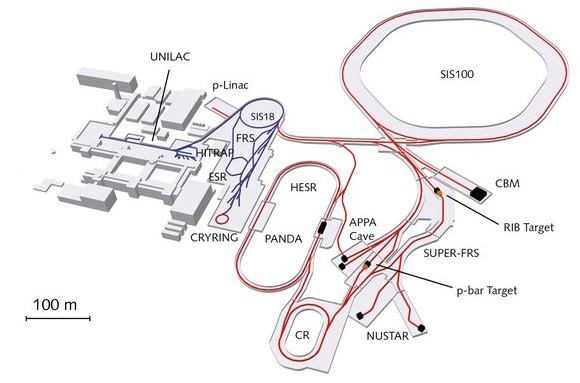 UNILAC
p-Linac
SIS18
SIS100
HITRAP
FRS
ESR
CRYRING
HESR
PANDA
APPA
Cave
CBM
RIB Target
SUPER-FRS
p-bar Target
NUSTAR
CR
100 m